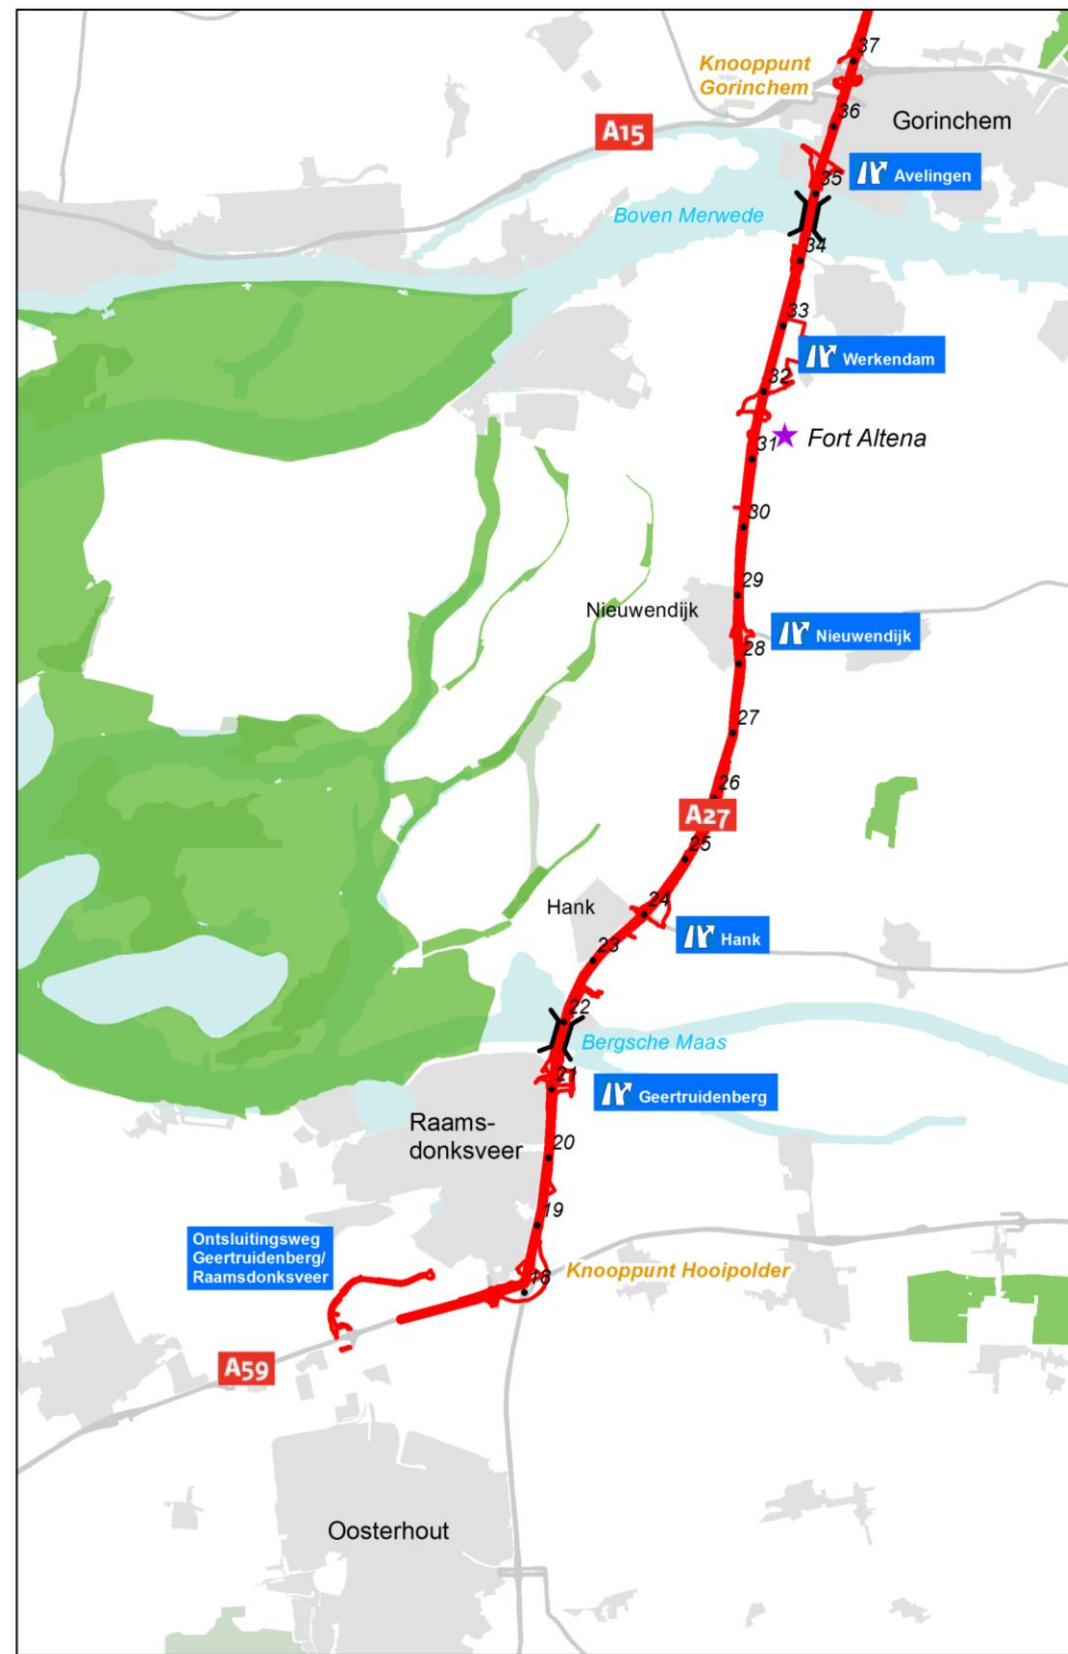 37
Knooppunt
Gorinchem
36
Gorinchem
A15
Avelingen
35
Boven Merwede
34
33
Werkendam
32
31
Fort Altena
30
29
Nieuwendijk
Nieuwendijk
28
27
26
A27
25
24
Hank
Hank
23
22
Bergsche Maas
21
Geertruidenberg
Raams-
donksveer
20
19
Ontsluitingsweg
Geertruidenberg/
Raamsdonksveer
Knooppunt Hooipolder
18
A59
Oosterhout